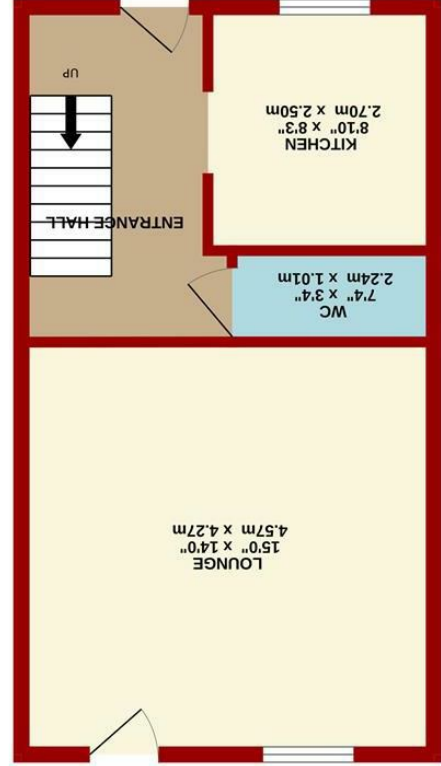 LOUNGE
15'0" x 14'0"
4.57m x 4.27m
WC
7'4" x 3'4"
2.24m x 1.01m
ENTRANCE HALL
KITCHEN
8'10" x 8'3"
2.70m x 2.50m
UP